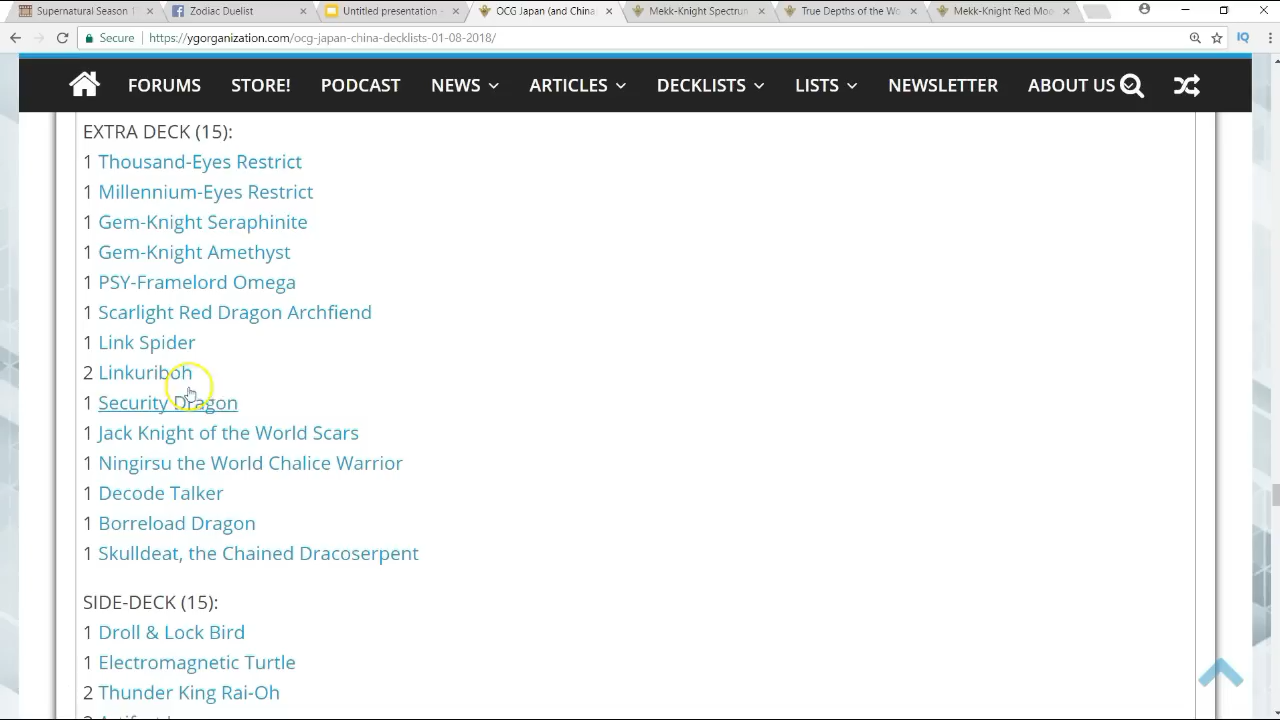 Supernatural Season 1
Zodiac Duelist
Untitled presentation -
OCG Japan (and China,
Mekk-Knight Spectrum
True Depths of the Wo
Mekk-Knight Red Moo
Secure
https://ygorganization.com/ocg-japan-china-decklists-01-08-2018/
IQ
FORUMS STORE! PODCAST NEWS ARTICLES DECKLISTS LISTS NEWSLETTER ABOUT US
EXTRA DECK (15):
1 Thousand-Eyes Restrict
1 Millennium-Eyes Restrict
1 Gem-Knight Seraphinite
1 Gem-Knight Amethyst
1 PSY-Framelord Omega
1 Scarlight Red Dragon Archfiend
1 Link Spider
2 Linkuriboh
1 Security Dragon
1 Jack Knight of the World Scars
1 Ningirsu the World Chalice Warrior
1 Decode Talker
1 Borreload Dragon
1 Skulldeat, the Chained Dracoserpent
SIDE-DECK (15):
1 Droll & Lock Bird
1 Electromagnetic Turtle
2 Thunder King Rai-Oh